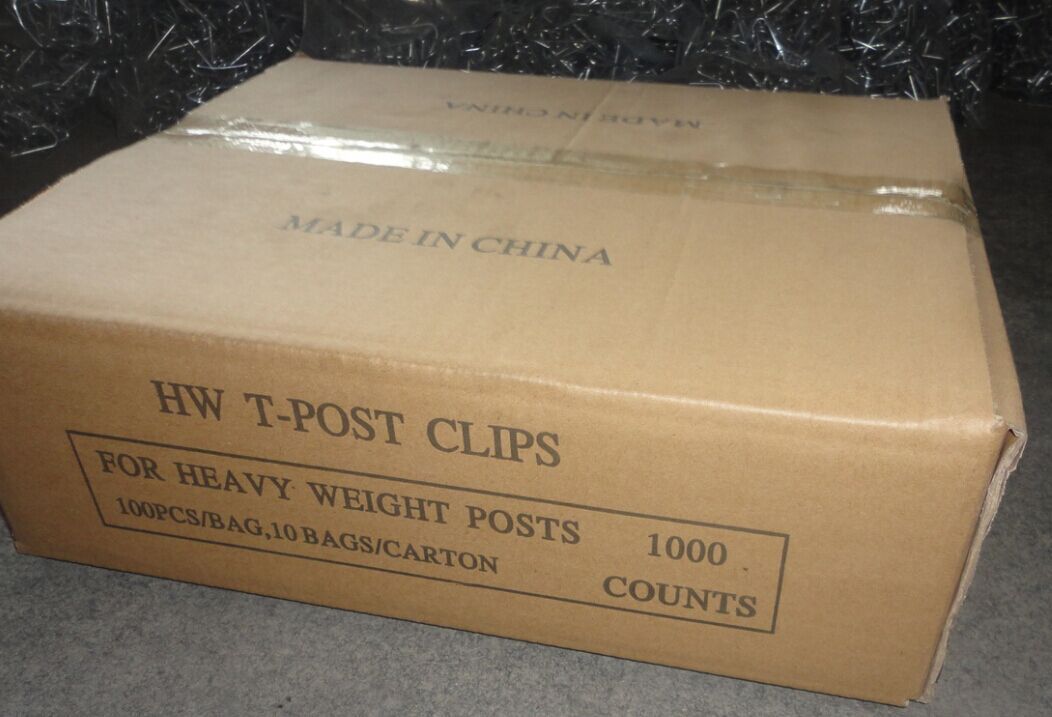 MADE IN CHINA
MADE IN CHINA
HW T-POST CLIPS
FOR HEAVY WEIGHT POSTS
100PCS/BAG,10 BAGS/CARTON
1000
COUNTS